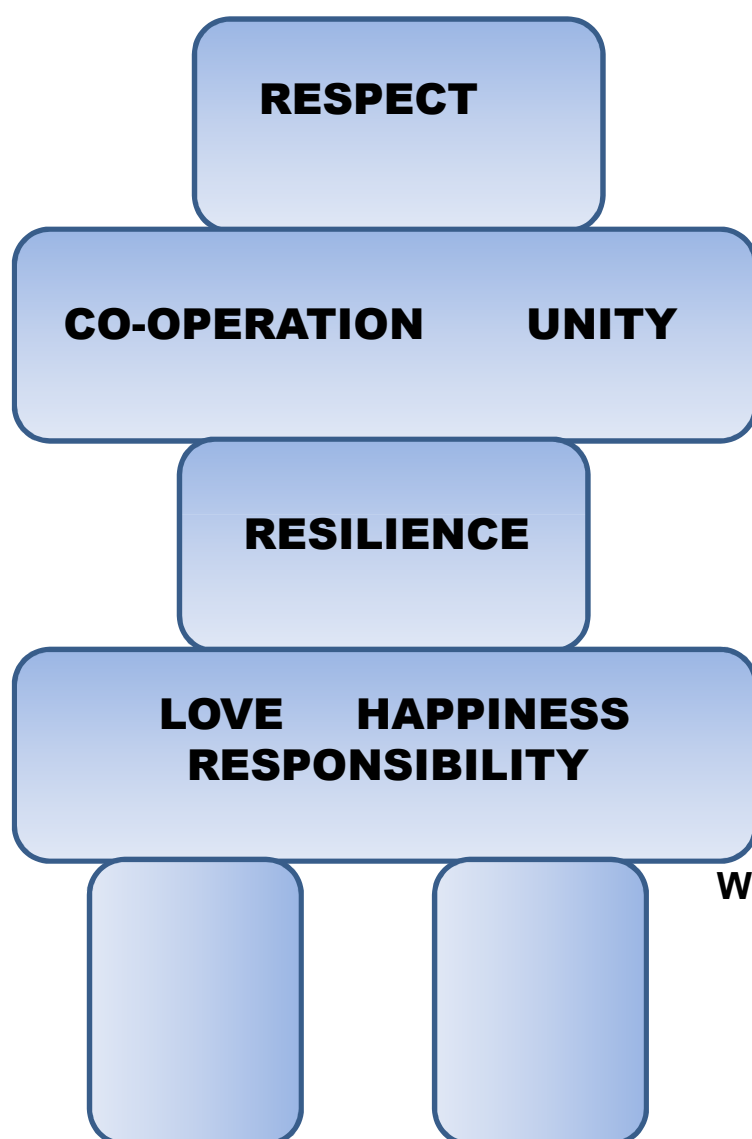 RESPECT
CO-OPERATION UNITY
RESILIENCE
LOVE HAPPINESS
RESPONSIBILITY
W